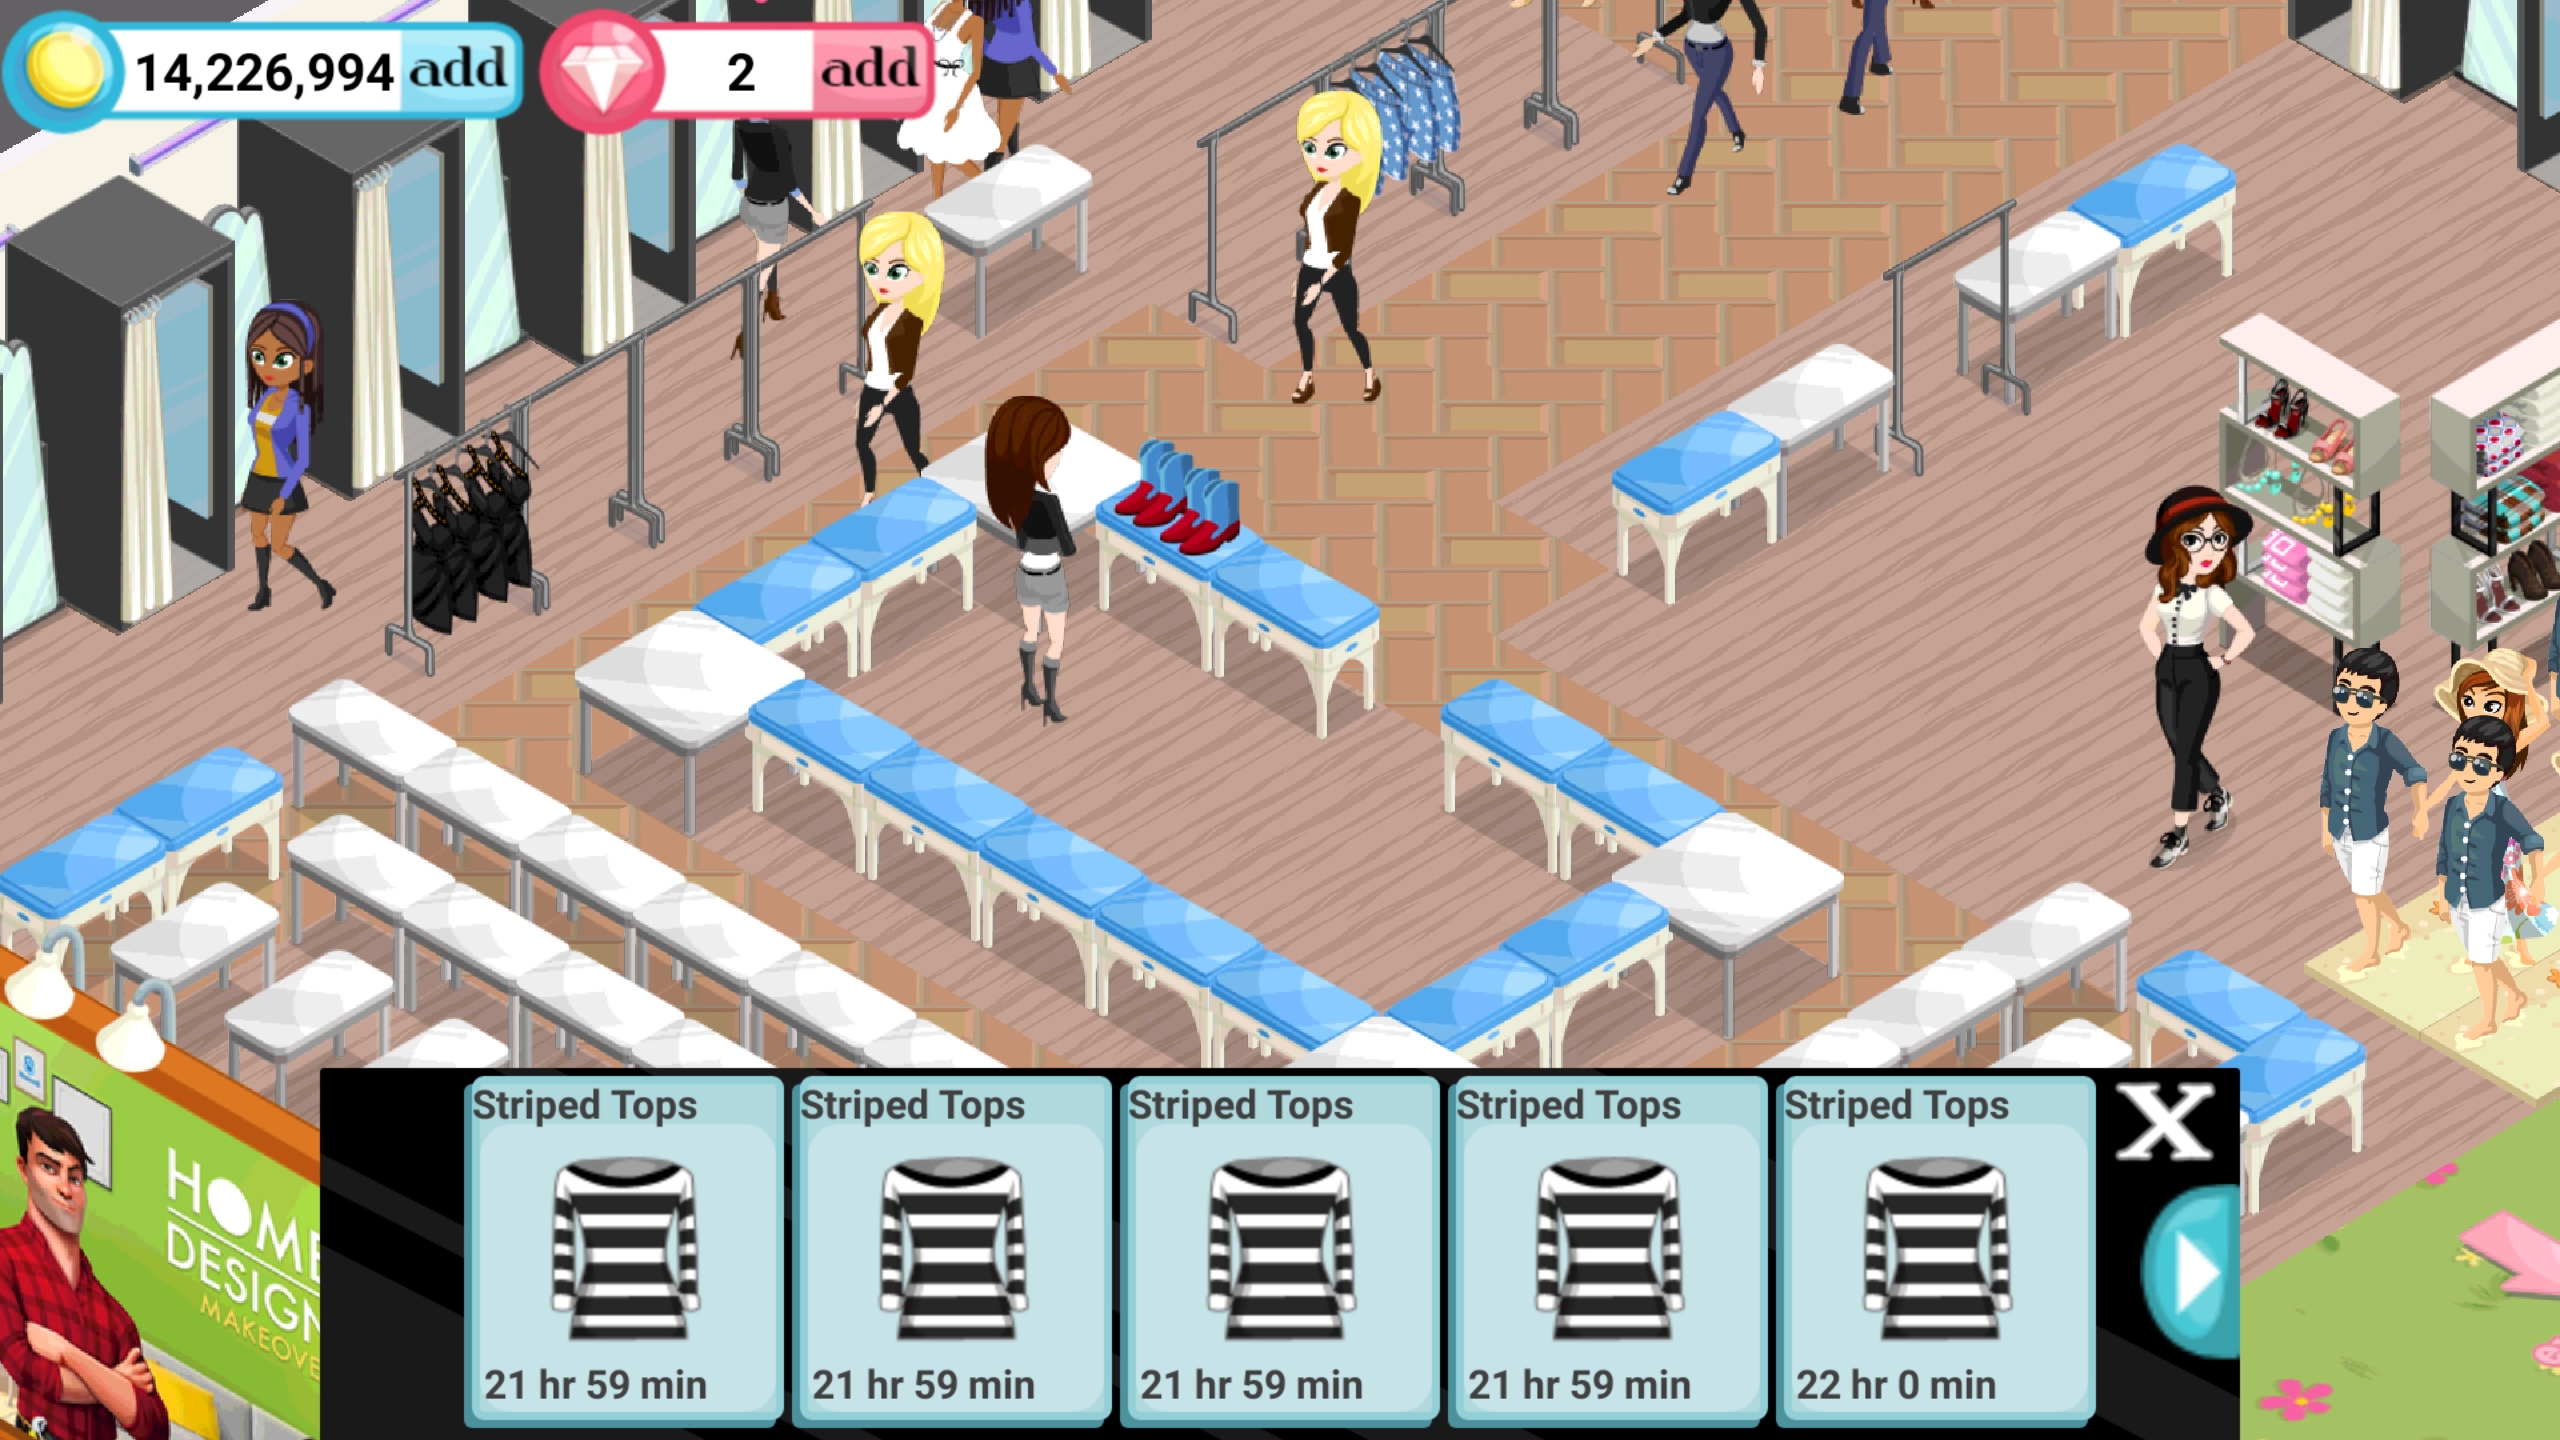 14,226,994 add
2 add
Striped Tops
Striped Tops
Striped Tops
Striped Tops
Striped Tops
X
21 hr 59 min
21 hr 59 min
21 hr 59 min
21 hr 59 min
22 hr 0 min
HOME
DESIGN
MAKEOVE